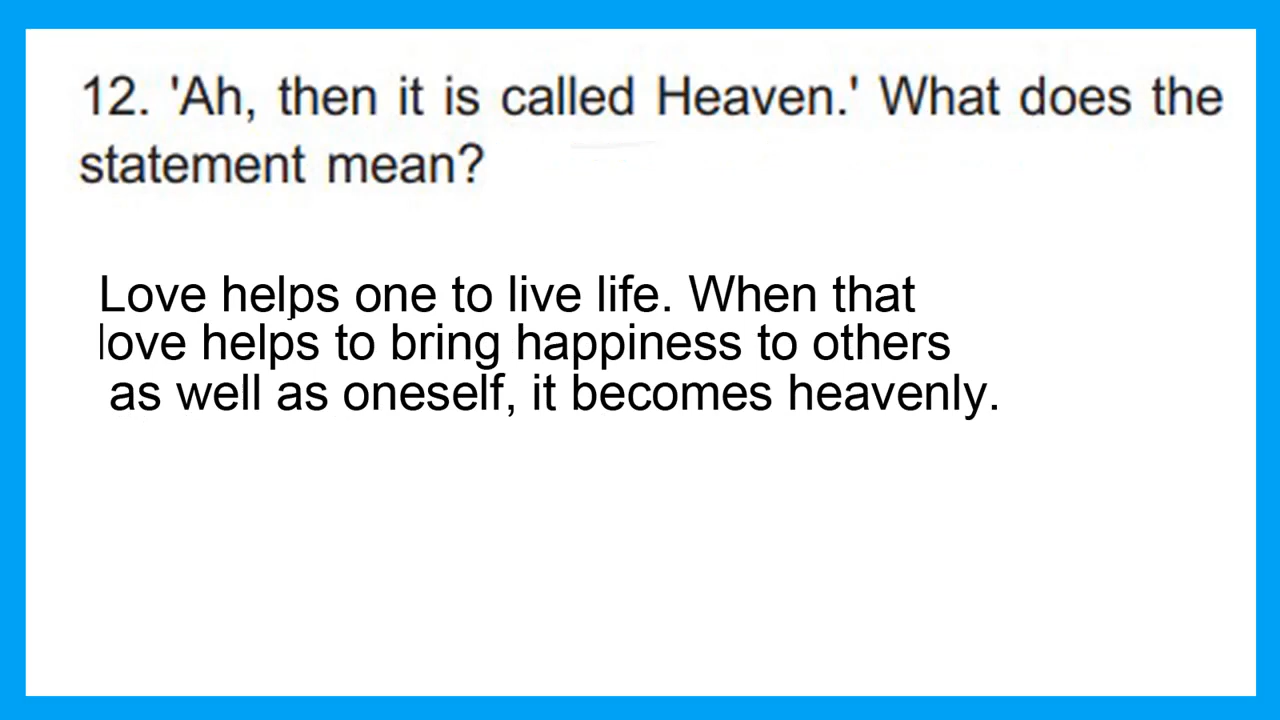 12. 'Ah, then it is called Heaven.' What does the
statement mean?
Love helps one to live life. When that
love helps to bring happiness to others
as well as oneself, it becomes heavenly.